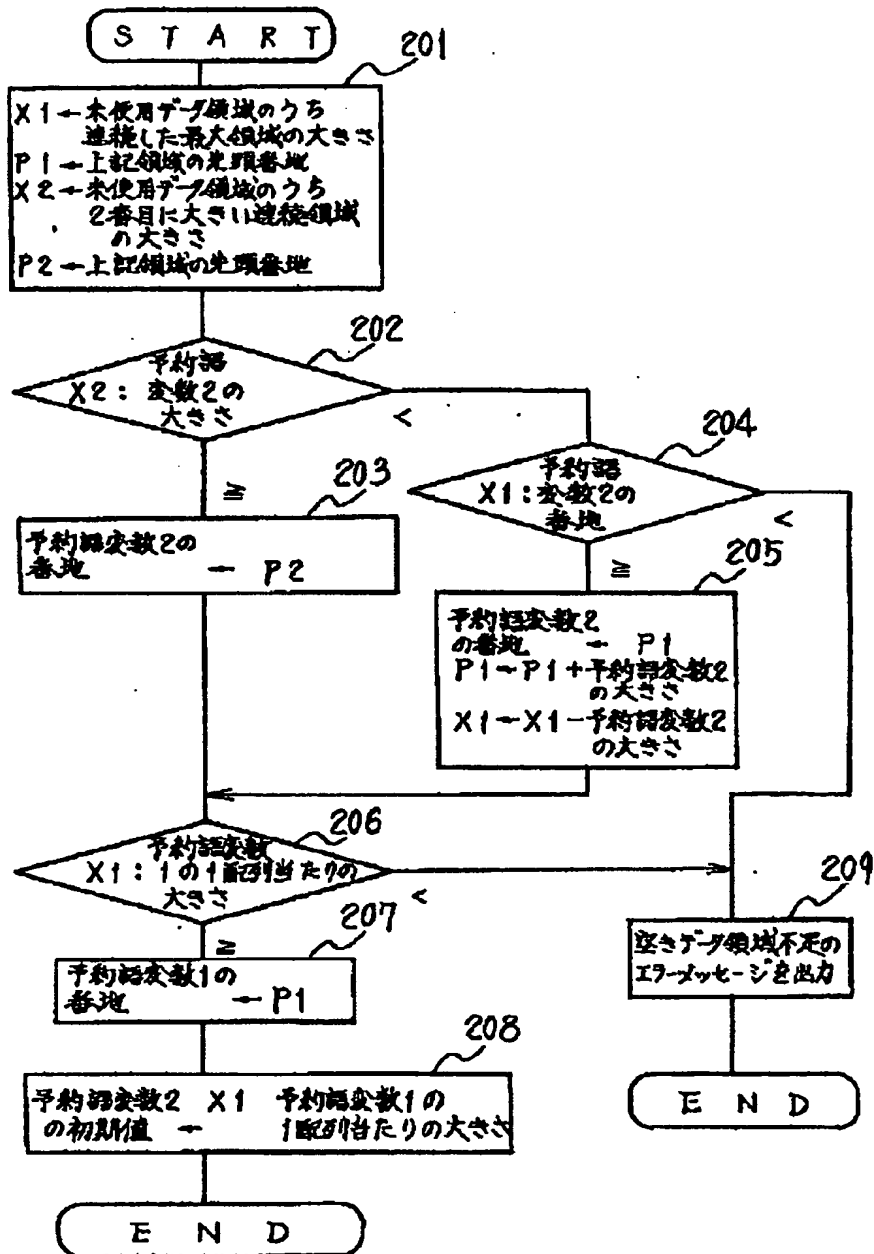 START
201
X1←未使用データ領域のうち
連続した最大領域の大きさ
P1←上記領域の先頭番地
X2←未使用データ領域のうち
2番目に大きい連続領域
の大きさ
P2←上記領域の先頭番地
202
予約語
X2：変数2の
大きさ
<
≧
203
予約語変数2の
番地 ← P2
204
予約語
X1：変数2の
番地
<
≧
205
予約語変数2
の番地 ← P1
P1←P1+予約語変数2
の大きさ
X1←X1-予約語変数2
の大きさ
206
予約語変数
X1：1の1配列当たりの
大きさ
<
≧
207
予約語変数1の
番地 ← P1
208
予約語変数2 X1 予約語変数1の
の初期値 ← 1配列当たりの大きさ
END
209
空きデータ領域不足の
エラーメッセージを出力
END